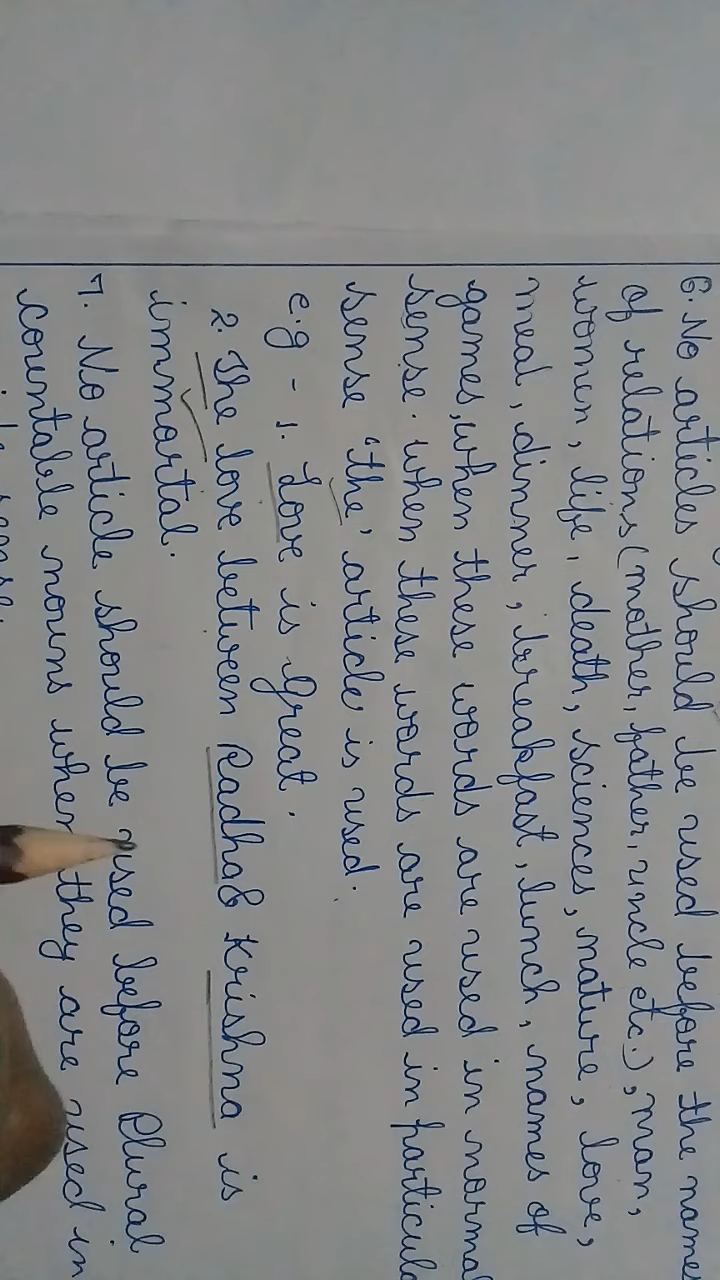 6. No articles should be used before the names
of relations (mother, father, uncle etc.), man,
women, life, death, sciences, nature, love,
meal, dinner, breakfast, lunch, names of
games, when these words are used in normal
sense. when these words are used in particula
sense 'the' article is used.
e.g - 1. Love is Great.
2. The love between Radha & Krishna is
immortal.
7. No article should be used before Plural
countable nouns when they are used in
sense.